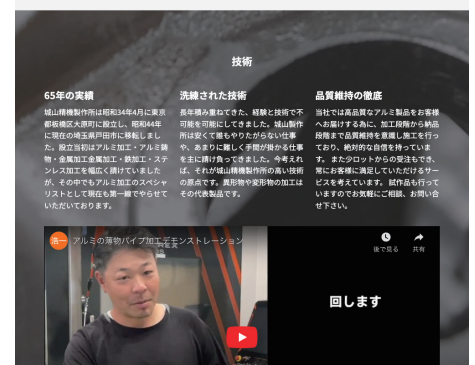 技術
65年の実績
城山精機製作所は昭和34年4月に東京
都板橋区大原町に設立し、昭和44年
に現在の埼玉県戸田市に移転しまし
た。設立当初はアルミ加工・アルミ鋳
物・金属加工金属加工・鉄加工・ステ
ンレス加工を幅広く請けていました
が、その中でもアルミ加工のスペシャ
リストとして現在も第一線でやらせて
いただいております。
洗練された技術
長年積み重ねてきた、経験と技術で不
可能を可能にしてきました。城山製作
所は安くて誰もやりたがらない仕事
や、あまりに難しく手間が掛かる仕事
を主に請け負ってきました。今考えれ
ば、それが城山精機製作所の高い技術
の原点です。異形物や変形物の加工は
その代表製品です。
品質維持の徹底
当社では高品質なアルミ製品をお客様
へお届けする為に、加工段階から納品
段階まで品質維持を意識し施工を行っ
ており、絶対的な自信を持っていま
す。また少ロットからの受注もでき、
常にお客様に満足していただけるサー
ビスを考えています。試作品も行って
いますのでお気軽にご相談、お問い合
せ下さい。
浩一 アルミの薄物パイプ加工デモンストレーション
後で見る 共有
回します